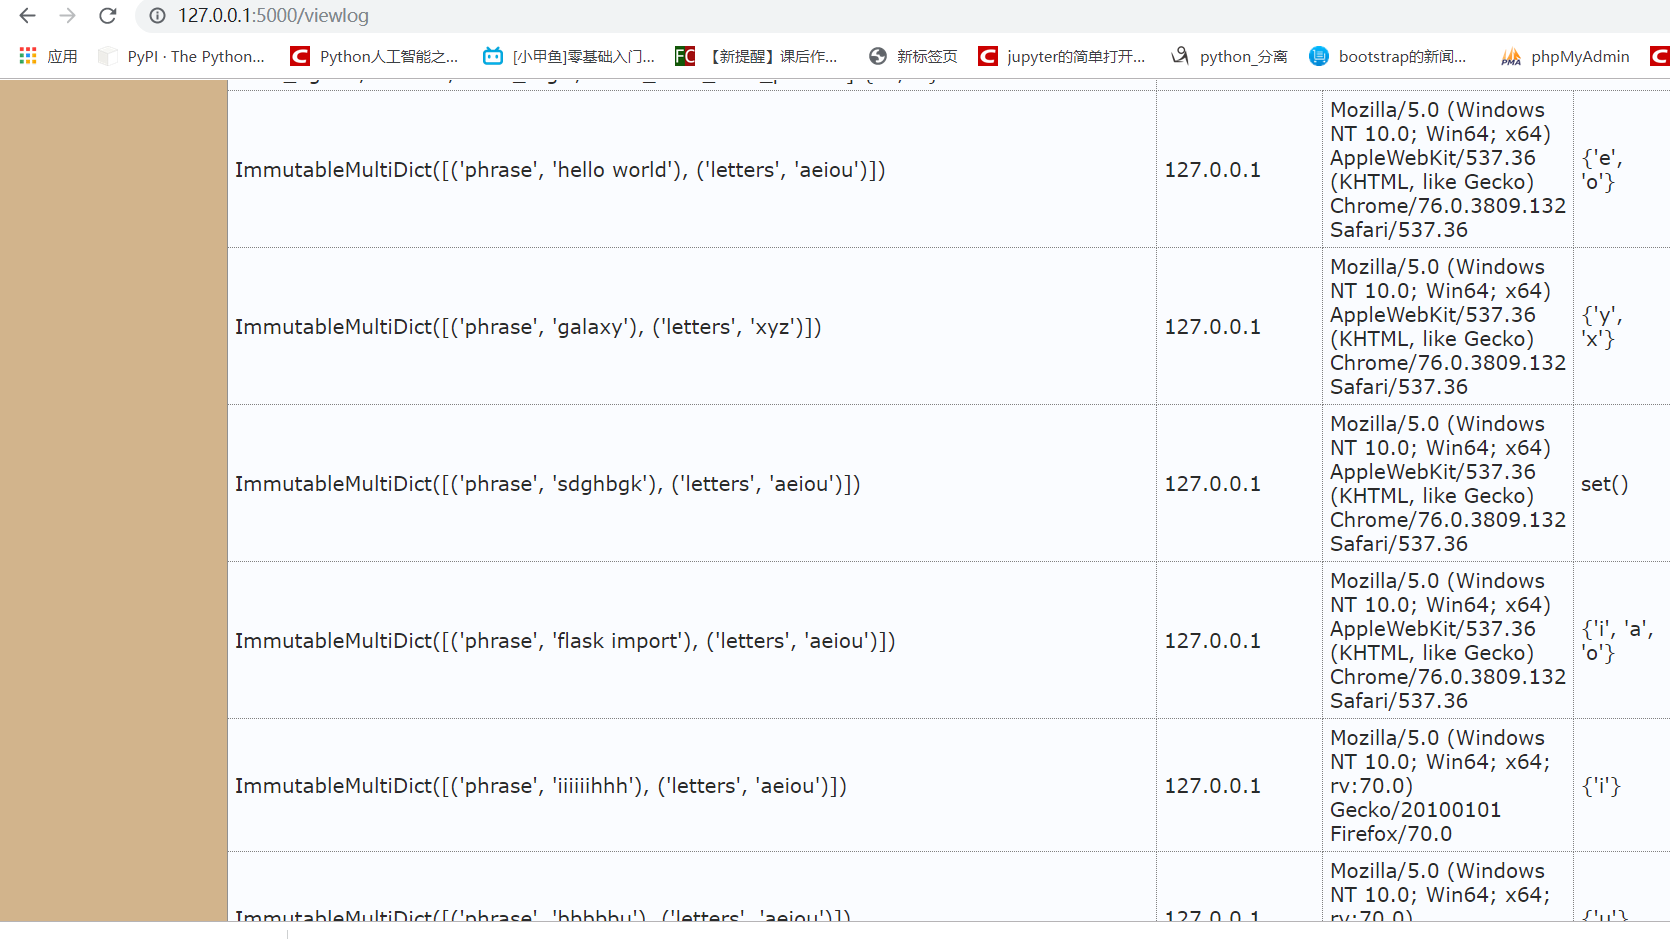 127.0.0.1:5000/viewlog
应用 PyPI · The Python... Python人工智能之... [小甲鱼]零基础入门... 【新提醒】课后作... 新标签页 jupyter的简单打开... python_分离 bootstrap的新闻... phpMyAdmin
ImmutableMultiDict([('phrase', 'hello world'), ('letters', 'aeiou')])
127.0.0.1
Mozilla/5.0 (Windows
NT 10.0; Win64; x64)
AppleWebKit/537.36
(KHTML, like Gecko)
Chrome/76.0.3809.132
Safari/537.36
{'e',
'o'}
ImmutableMultiDict([('phrase', 'galaxy'), ('letters', 'xyz')])
127.0.0.1
Mozilla/5.0 (Windows
NT 10.0; Win64; x64)
AppleWebKit/537.36
(KHTML, like Gecko)
Chrome/76.0.3809.132
Safari/537.36
{'y',
'x'}
ImmutableMultiDict([('phrase', 'sdghbgk'), ('letters', 'aeiou')])
127.0.0.1
Mozilla/5.0 (Windows
NT 10.0; Win64; x64)
AppleWebKit/537.36
(KHTML, like Gecko)
Chrome/76.0.3809.132
Safari/537.36
set()
ImmutableMultiDict([('phrase', 'flask import'), ('letters', 'aeiou')])
127.0.0.1
Mozilla/5.0 (Windows
NT 10.0; Win64; x64)
AppleWebKit/537.36
(KHTML, like Gecko)
Chrome/76.0.3809.132
Safari/537.36
{'i', 'a',
'o'}
ImmutableMultiDict([('phrase', 'iiiiiihhh'), ('letters', 'aeiou')])
127.0.0.1
Mozilla/5.0 (Windows
NT 10.0; Win64; x64;
rv:70.0)
Gecko/20100101
Firefox/70.0
{'i'}
ImmutableMultiDict([('phrase', 'hhhhhu'), ('letters', 'aeiou')])
127.0.0.1
Mozilla/5.0 (Windows
NT 10.0; Win64; x64;
rv:70.0)
{'u'}